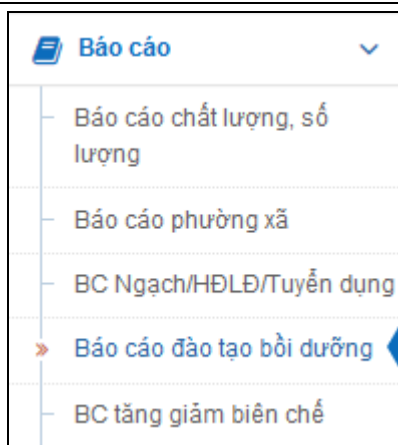 Báo cáo
Báo cáo chất lượng, số
lượng
Báo cáo phường xã
BC Ngạch/HĐLĐ/Tuyển dụng
Báo cáo đào tạo bồi dưỡng
BC tăng giảm biên chế